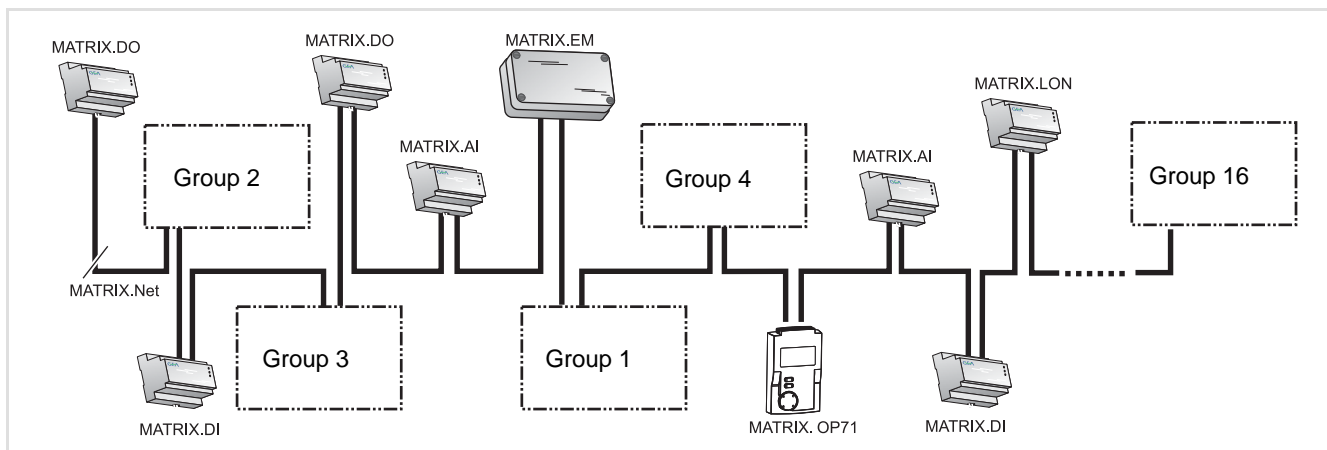 MATRIX.DO
MATRIX.DO
MATRIX.EM
MATRIX.LON
Group 2
MATRIX.AI
Group 4
MATRIX.AI
Group 16
MATRIX.Net
Group 3
Group 1
MATRIX.DI
MATRIX. OP71
MATRIX.DI